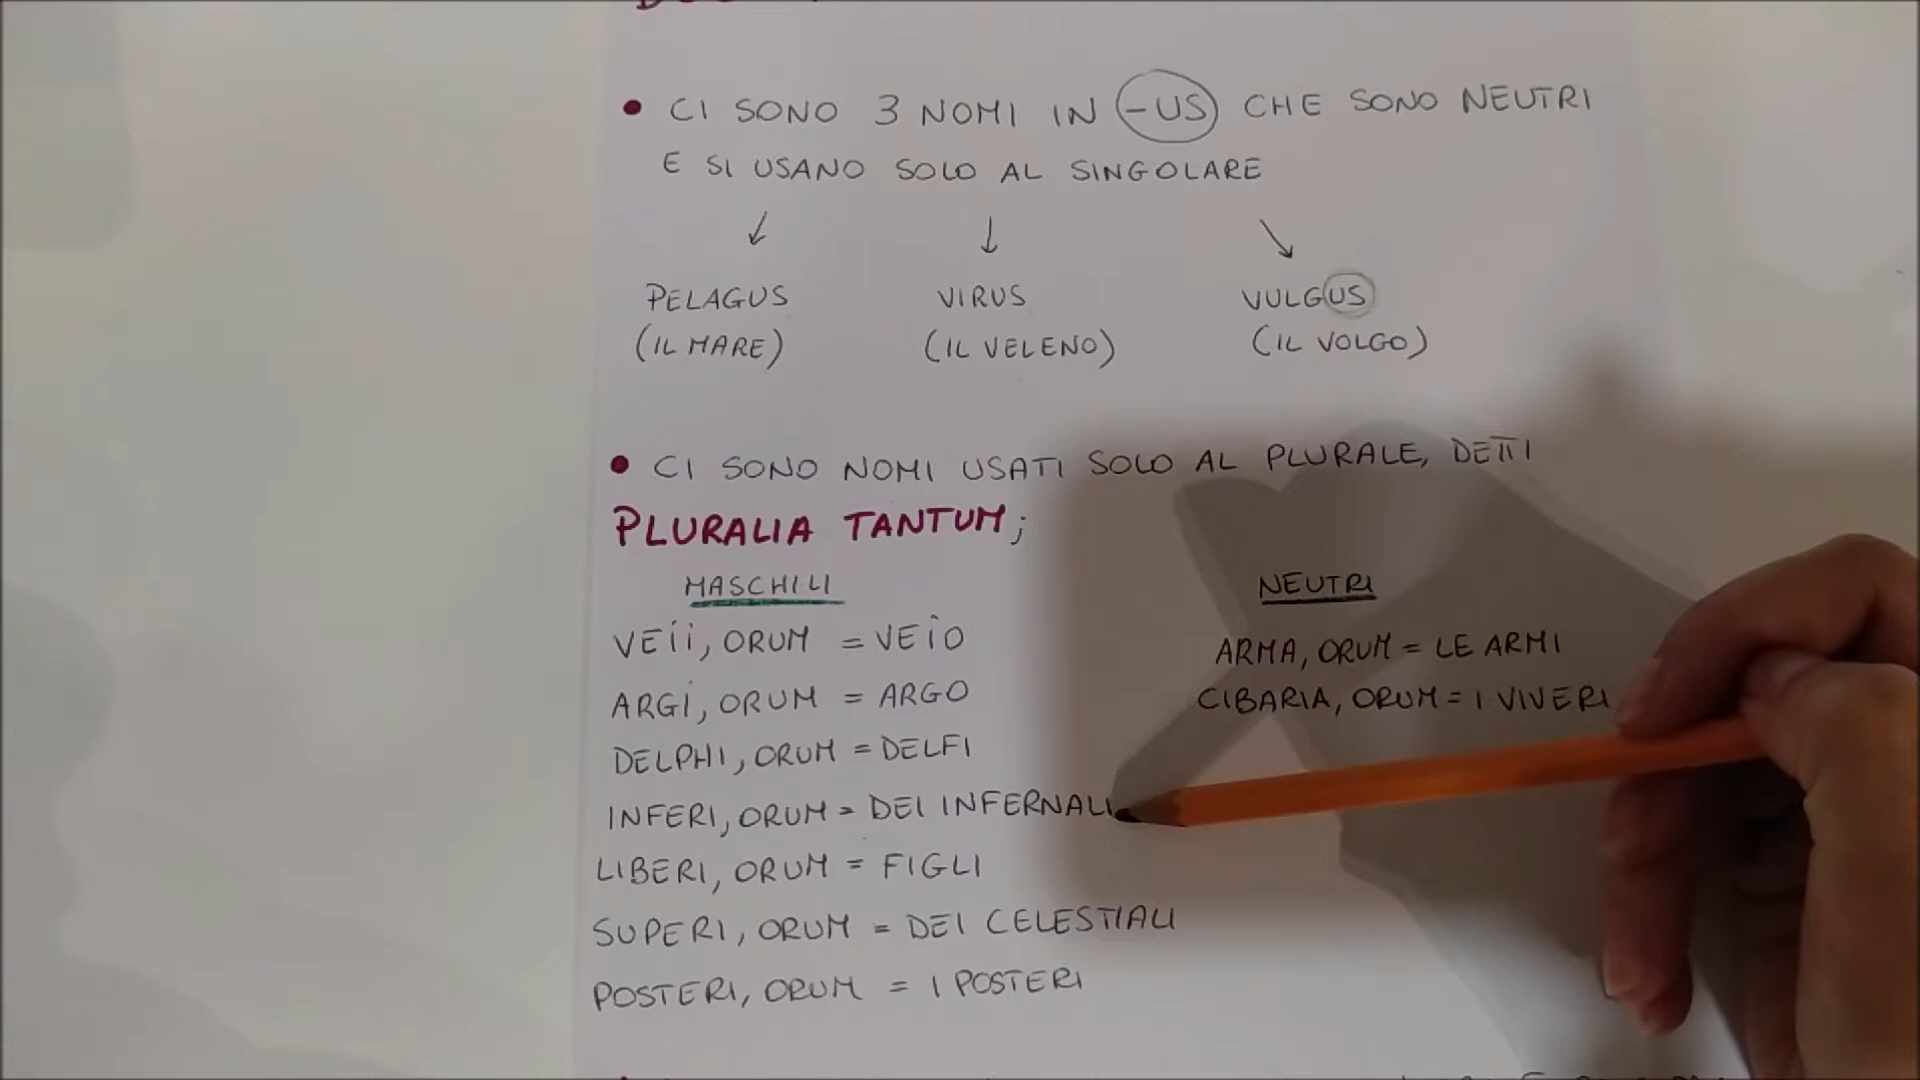 • CI SONO 3 NOMI IN -US CHE SONO NEUTRI
E SI USANO SOLO AL SINGOLARE
PELAGUS VIRUS VULGUS
(IL MARE) (IL VELENO) (IL VOLGO)
• CI SONO NOMI USATI SOLO AL PLURALE, DETTI
PLURALIA TANTUM;
MASCHILI NEUTRI
VEII, ORUM = VEIO ARMA, ORUM = LE ARMI
ARGI, ORUM = ARGO CIBARIA, ORUM = I VIVERI
DELPHI, ORUM = DELFI
INFERI, ORUM = DEI INFERNALI
LIBERI, ORUM = FIGLI
SUPERI, ORUM = DEI CELESTIALI
POSTERI, ORUM = I POSTERI